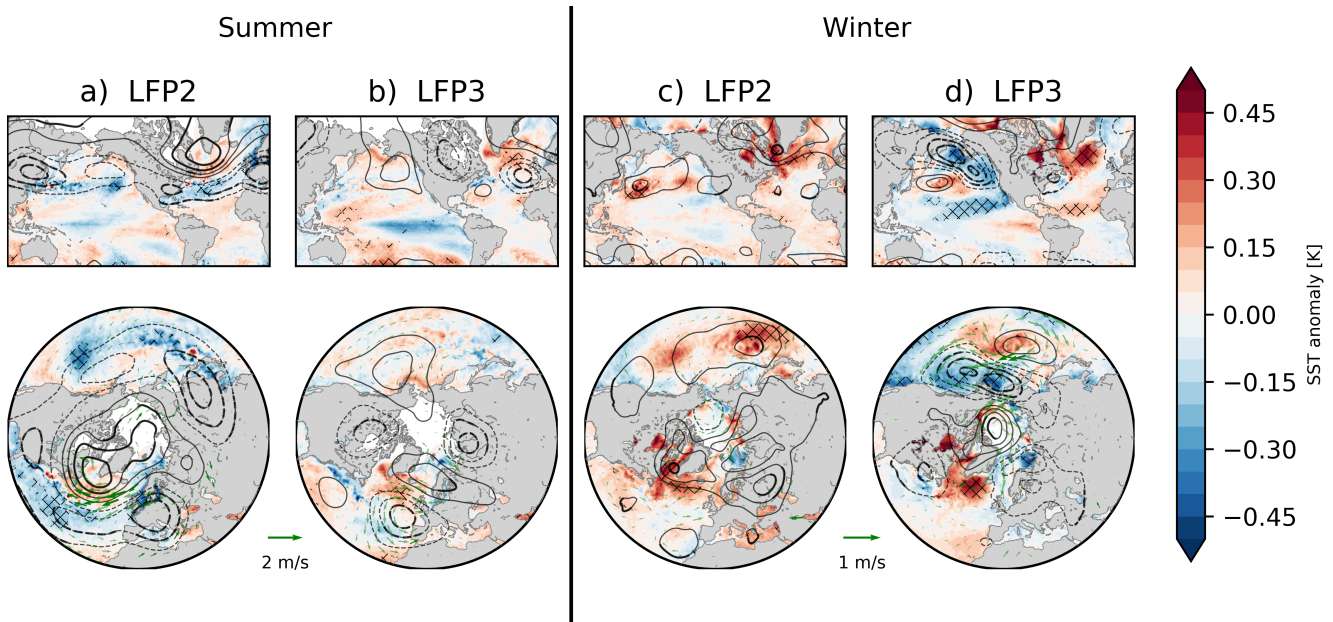 Summer
Winter
a) LFP2
b) LFP3
c) LFP2
d) LFP3
0.45
0.30
0.15
0.00
−0.15
−0.30
−0.45
SST anomaly [K]
2 m/s
1 m/s